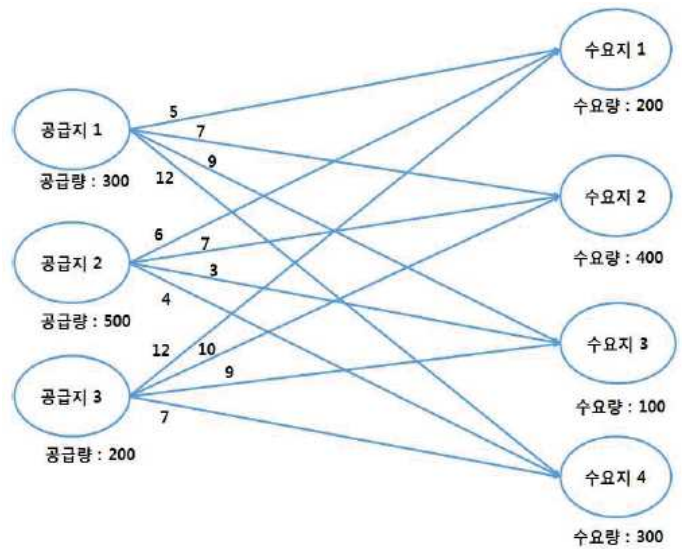 수요지 1
수요량 : 200
공급지 1
공급량 : 300
5
7
9
12
수요지 2
수요량 : 400
공급지 2
공급량 : 500
6
7
3
4
수요지 3
수요량 : 100
공급지 3
공급량 : 200
12
10
9
7
수요지 4
수요량 : 300